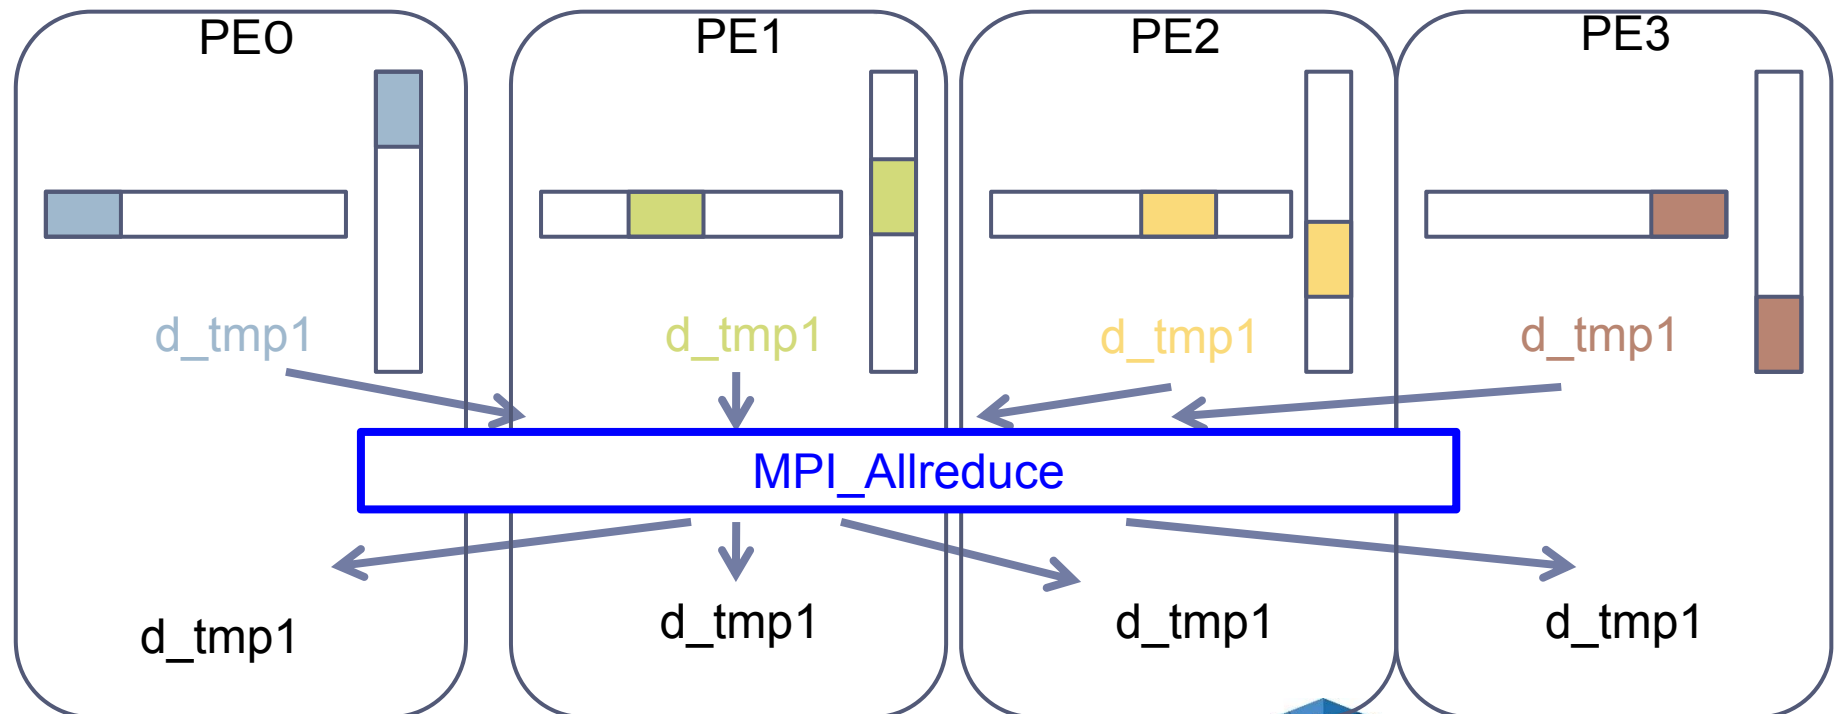 PE0
PE1
PE2
PE3
d_tmp1
d_tmp1
d_tmp1
d_tmp1
MPI_Allreduce
d_tmp1
d_tmp1
d_tmp1
d_tmp1